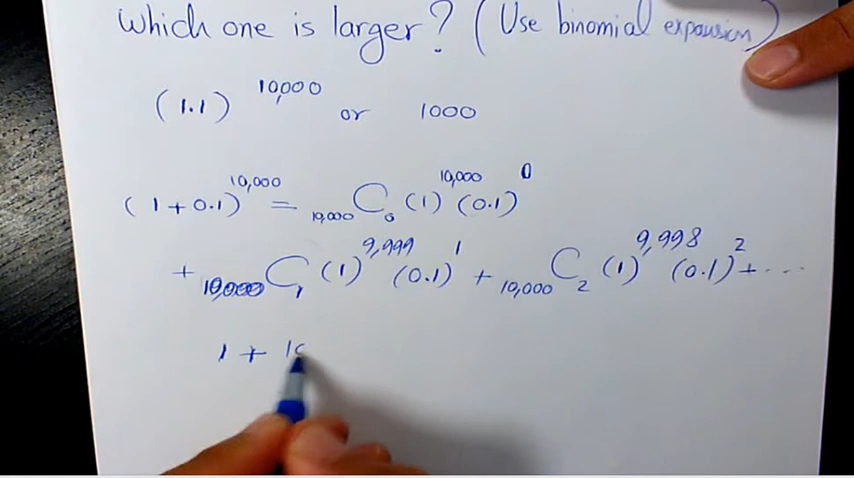 Which one is larger? (Use binomial expansion)
(1.1)^10,000 or 1000
(1+0.1)^10,000 = 10,000C0 (1)^10,000 (0.1)^0
+ 10,000C1 (1)^9,999 (0.1)^1 + 10,000C2 (1)^9,998 (0.1)^2 + ...
1 + 10